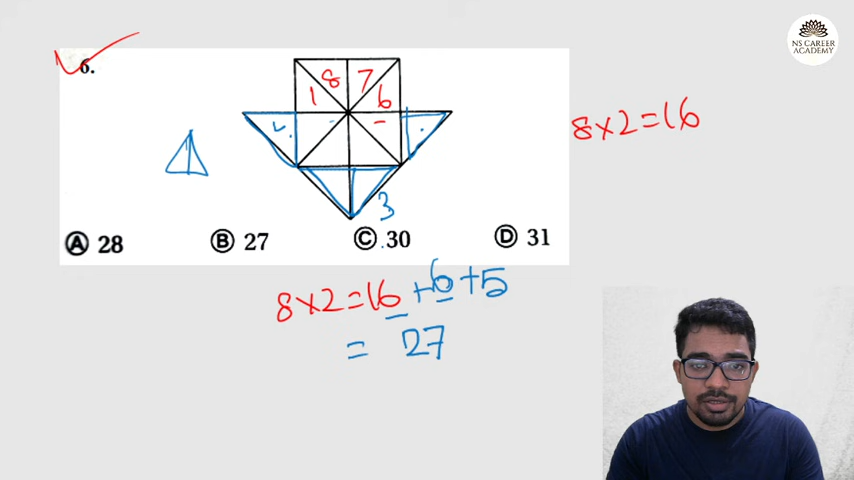 NS CAREER
ACADEMY
6.
8 7
1 6
8×2=16
3
A 28 B 27 C 30 D 31
8×2=16+6+5
= 27